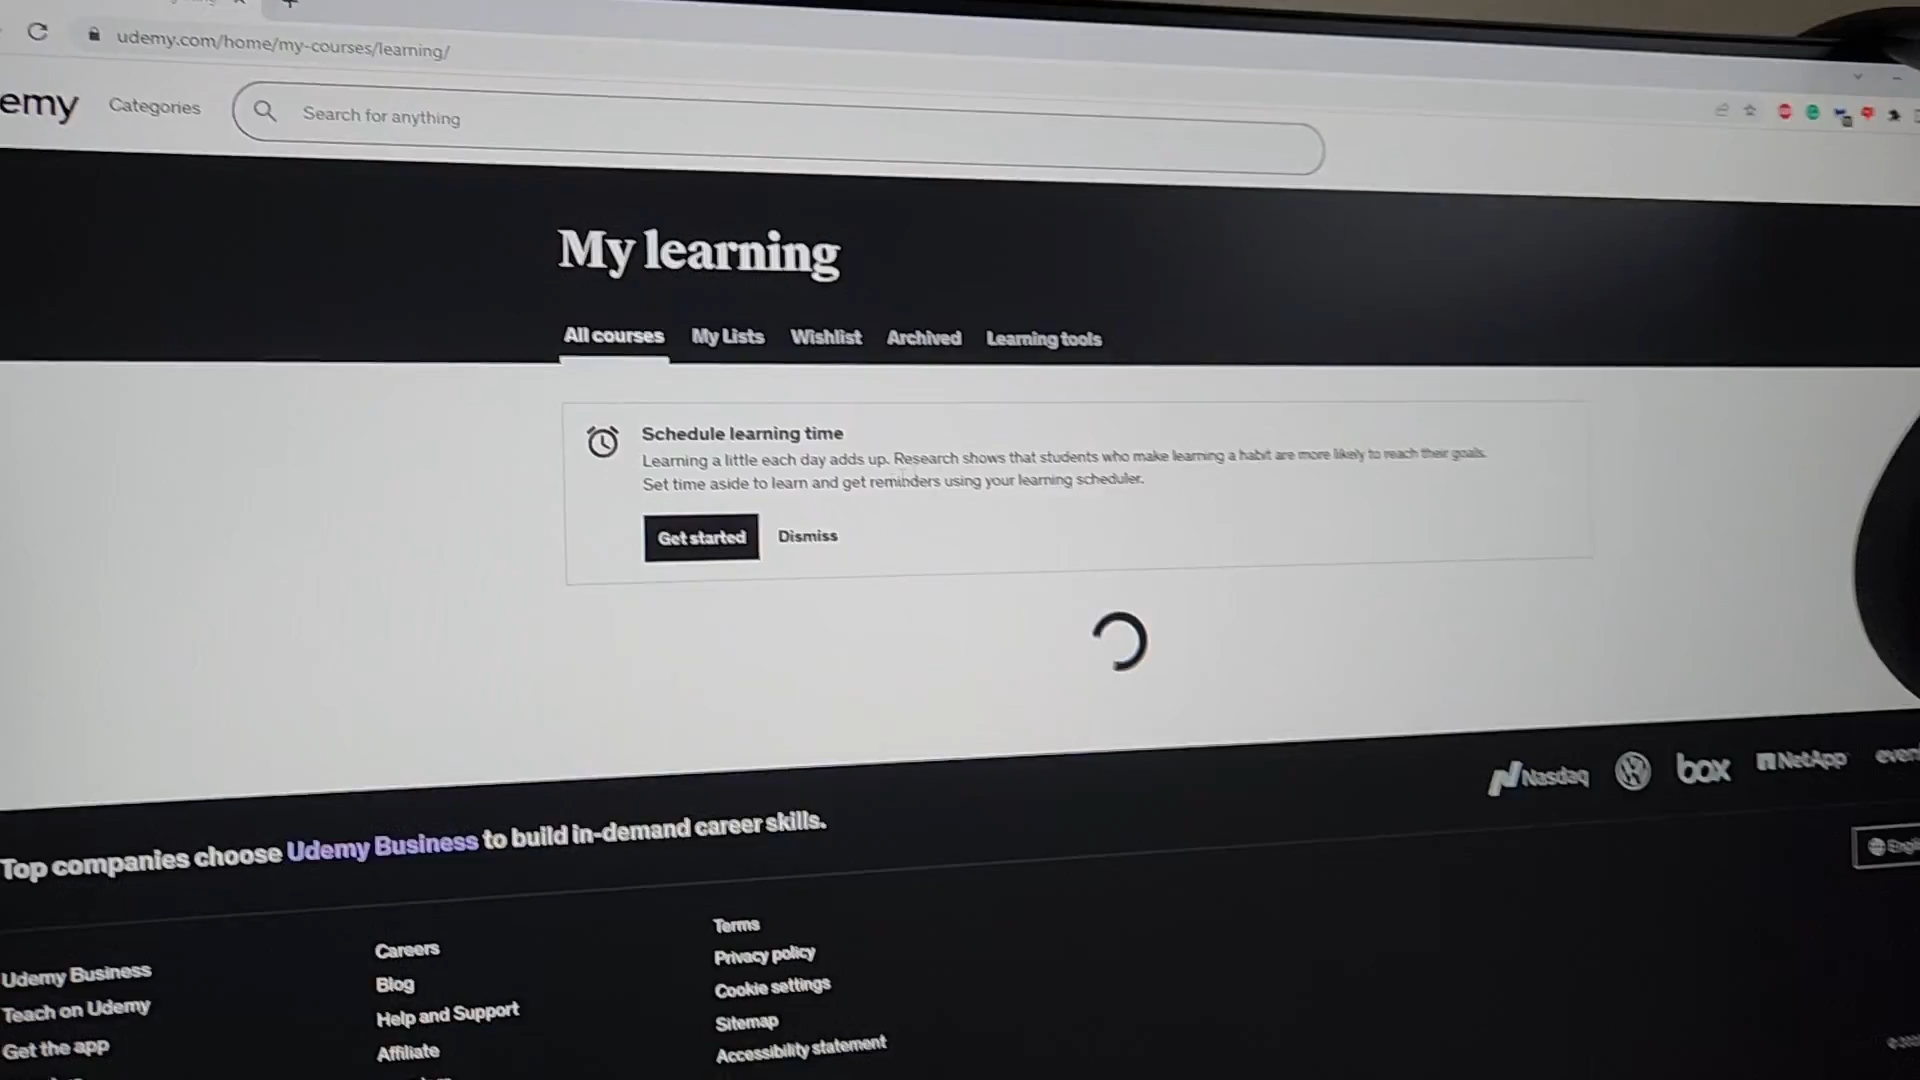 udemy.com/home/my-courses/learning/
emy
Categories
Search for anything
My learning
All courses
My Lists
Wishlist
Archived
Learning tools
Schedule learning time
Learning a little each day adds up. Research shows that students who make learning a habit are more likely to reach their goals.
Set time aside to learn and get reminders using your learning scheduler.
Get started
Dismiss
Top companies choose Udemy Business to build in-demand career skills.
Nasdaq
box
NetApp
even
Engli
Udemy Business
Teach on Udemy
Get the app
Careers
Blog
Help and Support
Affiliate
Terms
Privacy policy
Cookie settings
Sitemap
Accessibility statement